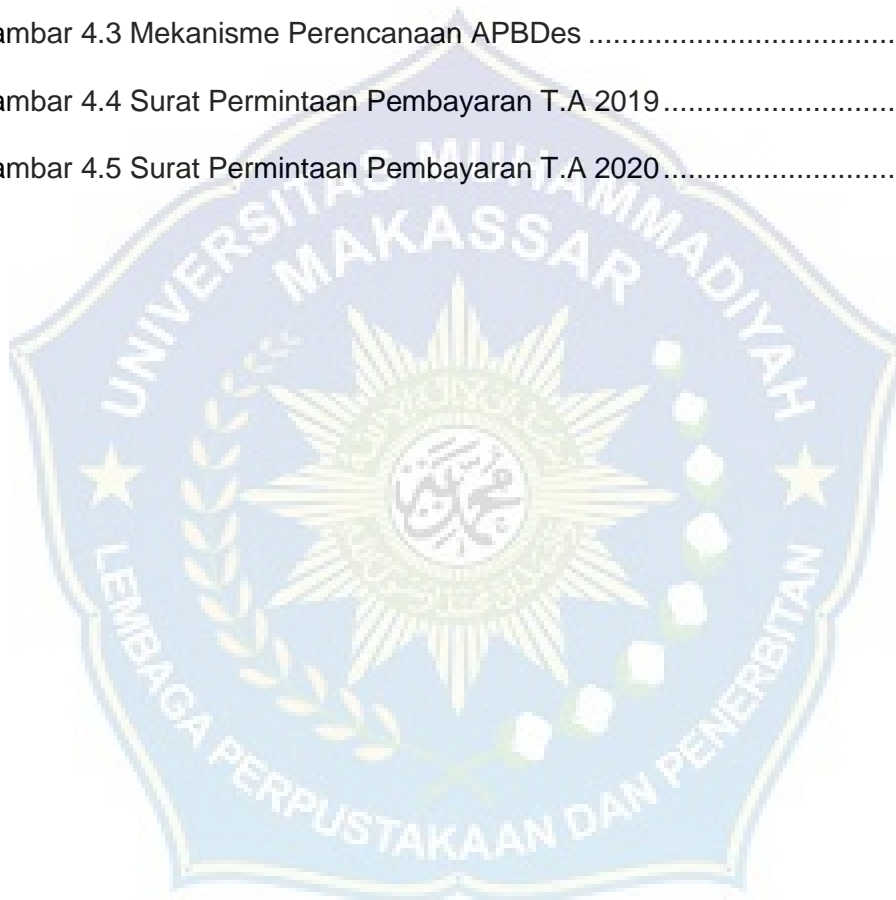 ambar 4.3 Mekanisme Perencanaan APBDes ....................................
ambar 4.4 Surat Permintaan Pembayaran T.A 2019 ............................
ambar 4.5 Surat Permintaan Pembayaran T.A 2020 ............................
UNIVERSITAS MUHAMMADIYAH
MAKASSAR
LEMBAGA PERPUSTAKAAN DAN PENERBITAN